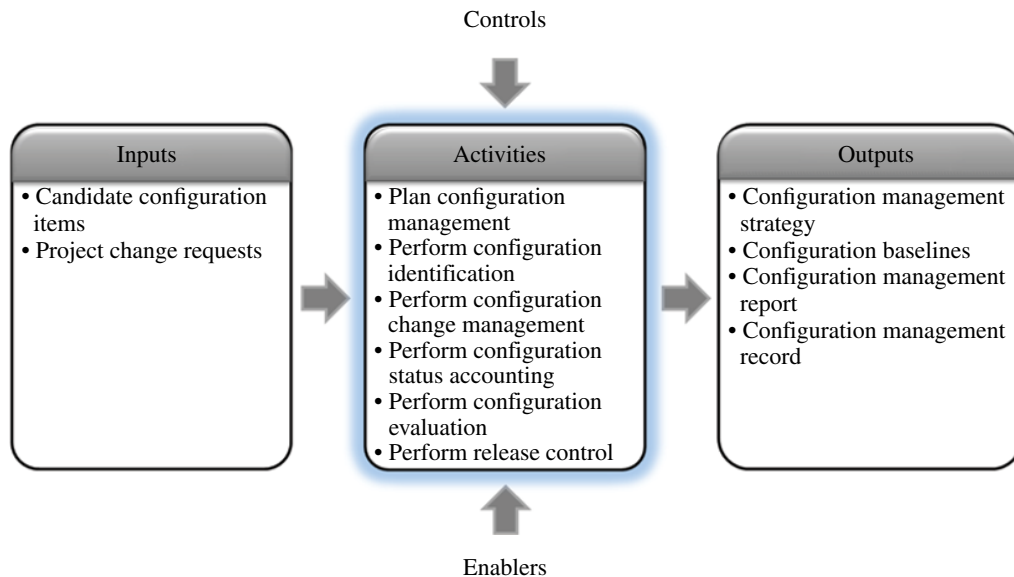 Controls
Inputs
• Candidate configuration
items
• Project change requests
Activities
• Plan configuration
management
• Perform configuration
identification
• Perform configuration
change management
• Perform configuration
status accounting
• Perform configuration
evaluation
• Perform release control
Outputs
• Configuration management
strategy
• Configuration baselines
• Configuration management
report
• Configuration management
record
Enablers